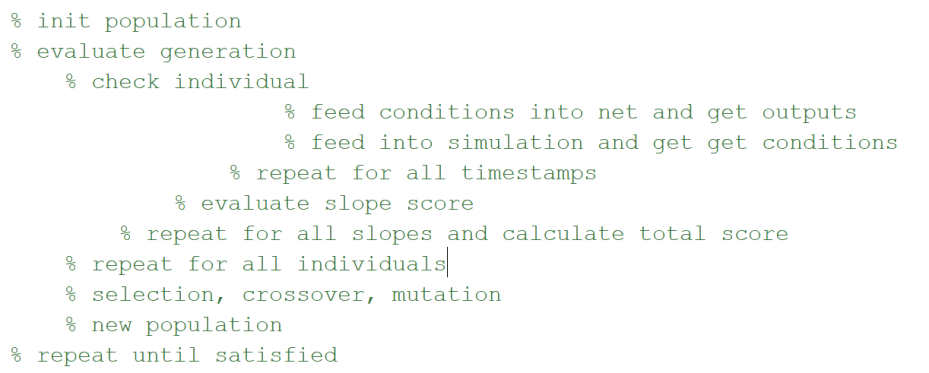 % init population
% evaluate generation
% check individual
% feed conditions into net and get outputs
% feed into simulation and get get conditions
% repeat for all timestamps
% evaluate slope score
% repeat for all slopes and calculate total score
% repeat for all individuals
% selection, crossover, mutation
% new population
% repeat until satisfied